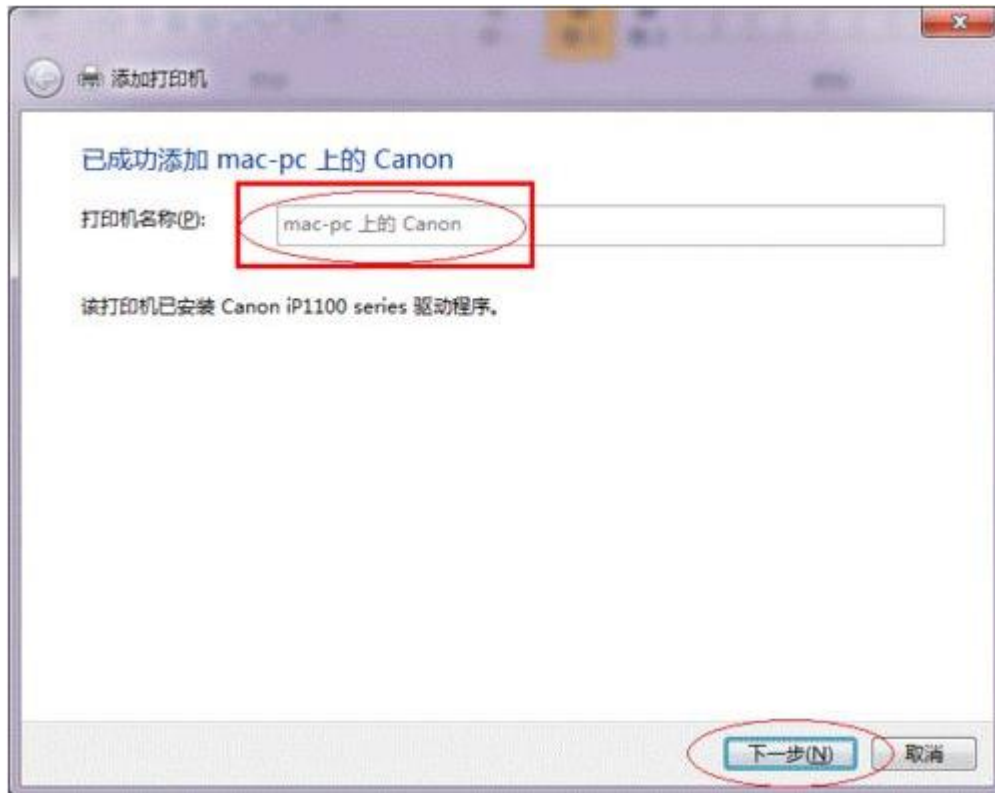 添加打印机
已成功添加 mac-pc 上的 Canon
打印机名称(P):
mac-pc 上的 Canon
该打印机已安装 Canon iP1100 series 驱动程序。
下一步(N)
取消